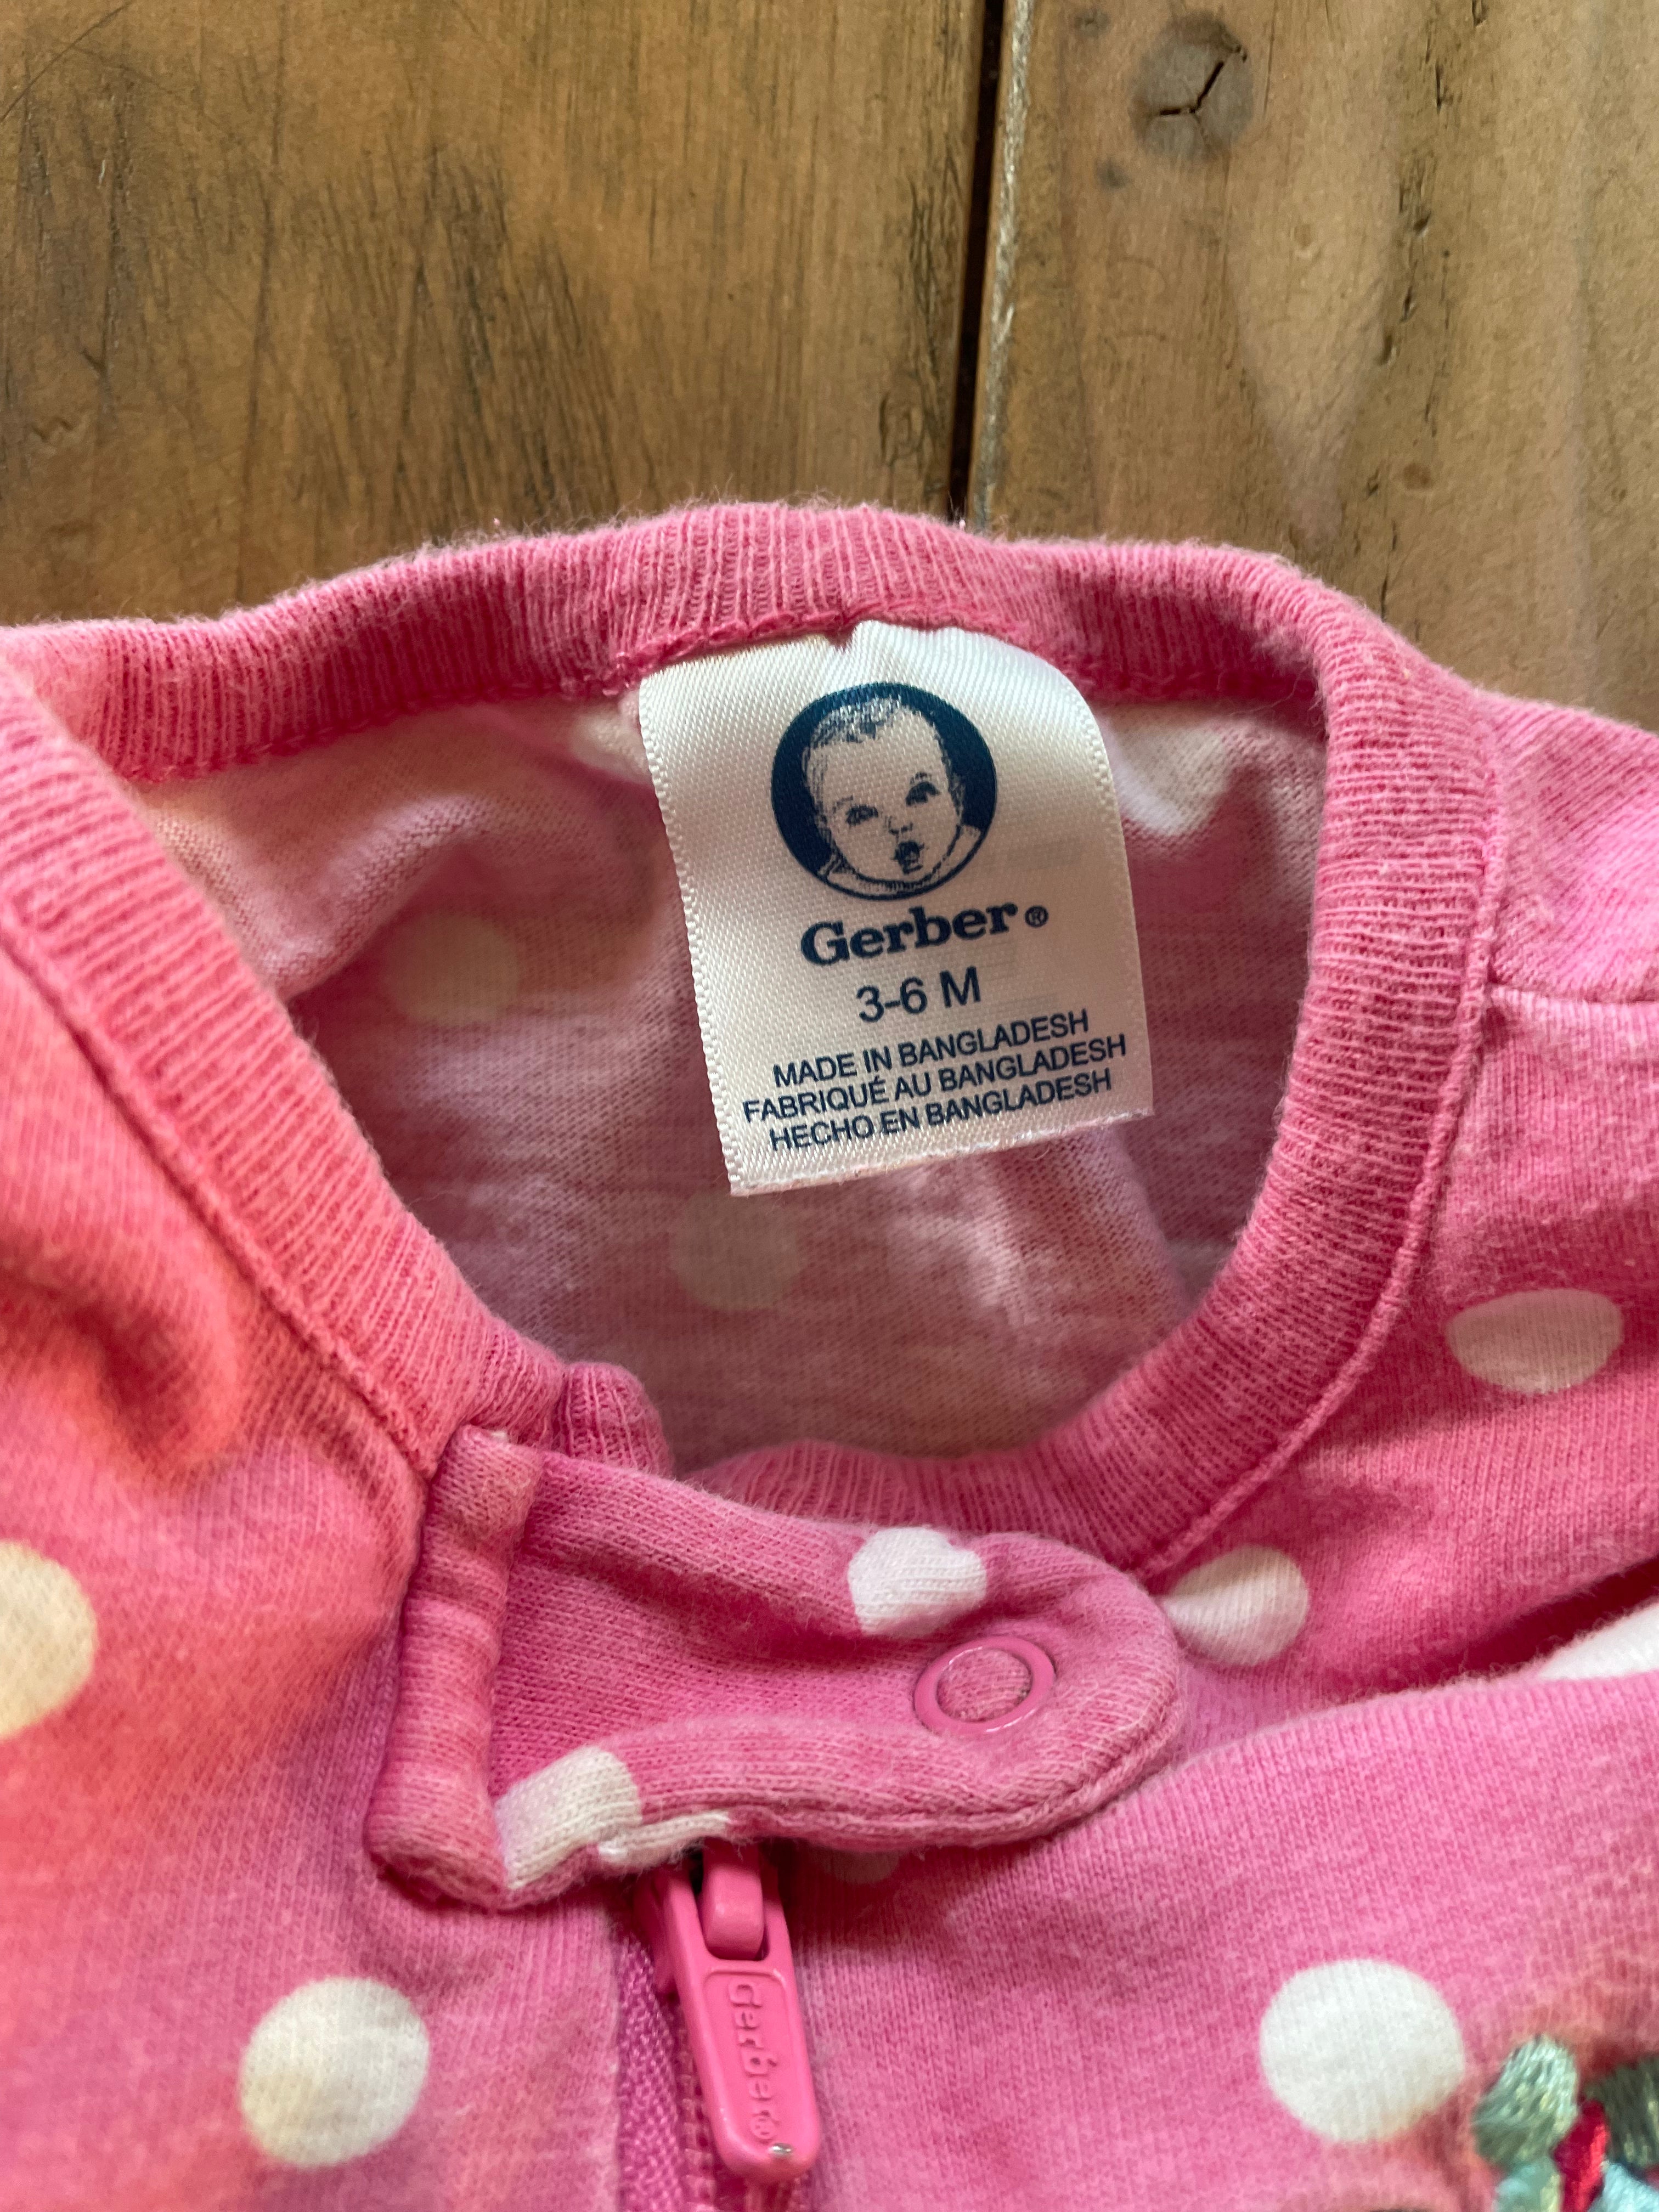 Gerber®
3-6 M
MADE IN BANGLADESH
FABRIQUÉ AU BANGLADESH
HECHO EN BANGLADESH
Gerber®